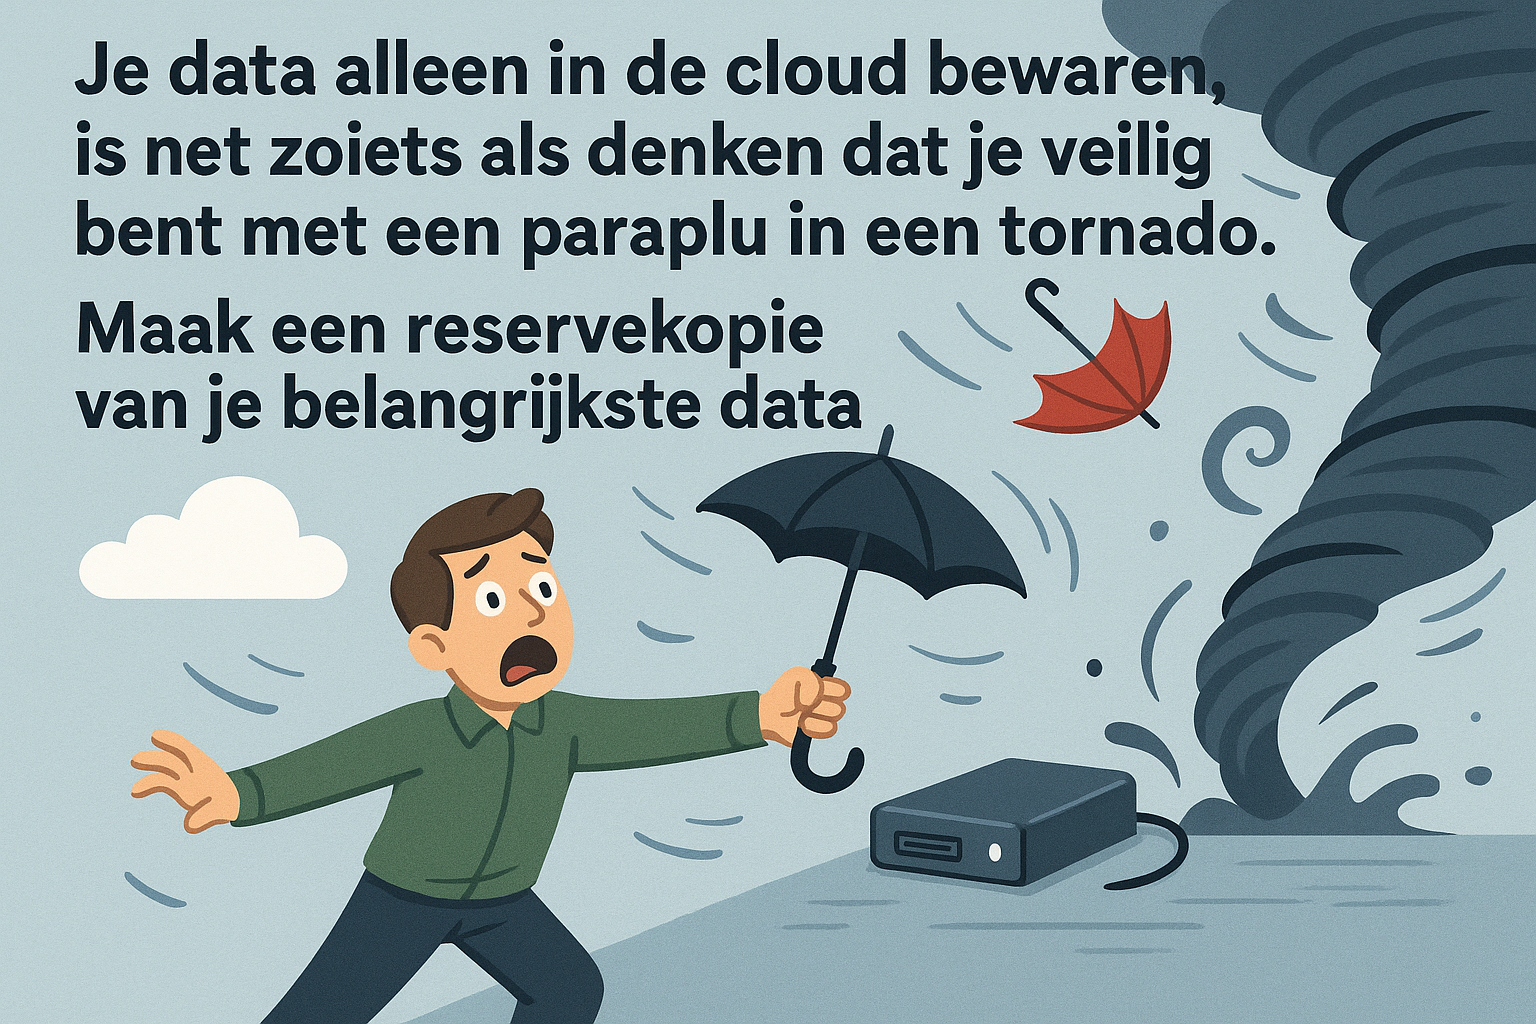 Je data alleen in de cloud bewaren,
is net zoiets als denken dat je veilig
bent met een paraplu in een tornado.
Maak een reservekopie
van je belangrijkste data